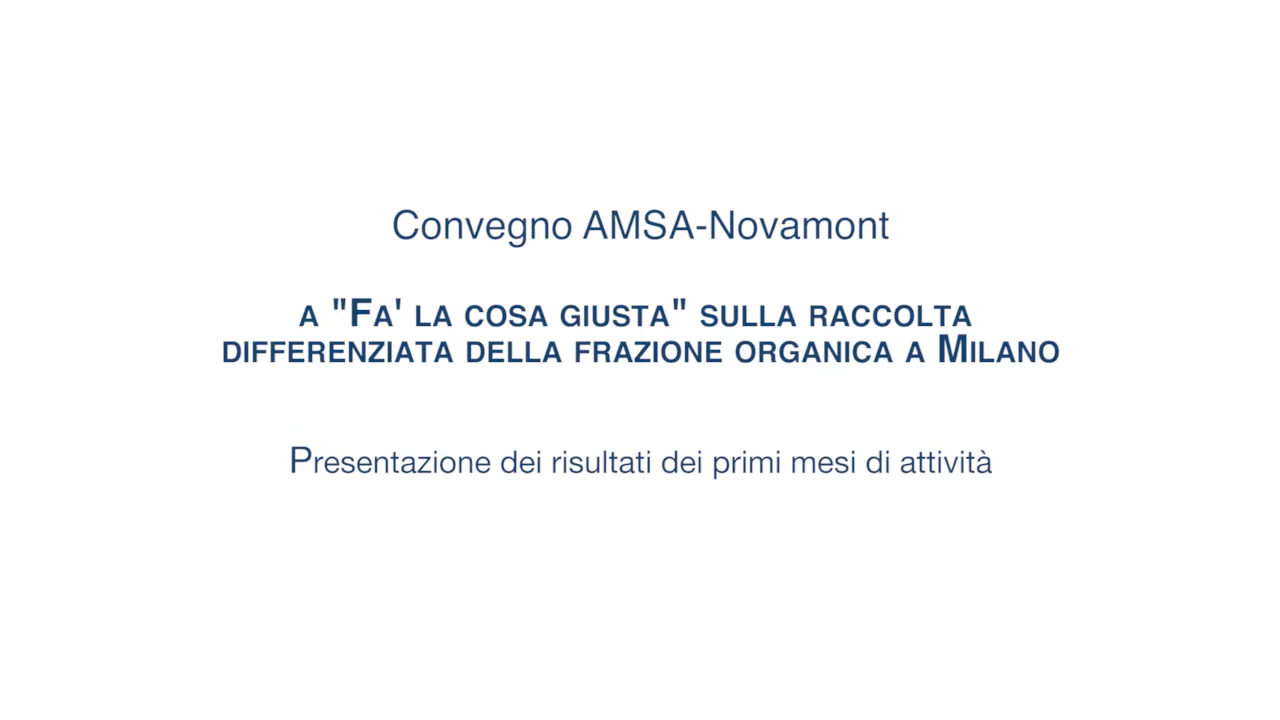 Convegno AMSA-Novamont
A "FA' LA COSA GIUSTA" SULLA RACCOLTA
DIFFERENZIATA DELLA FRAZIONE ORGANICA A MILANO
Presentazione dei risultati dei primi mesi di attività